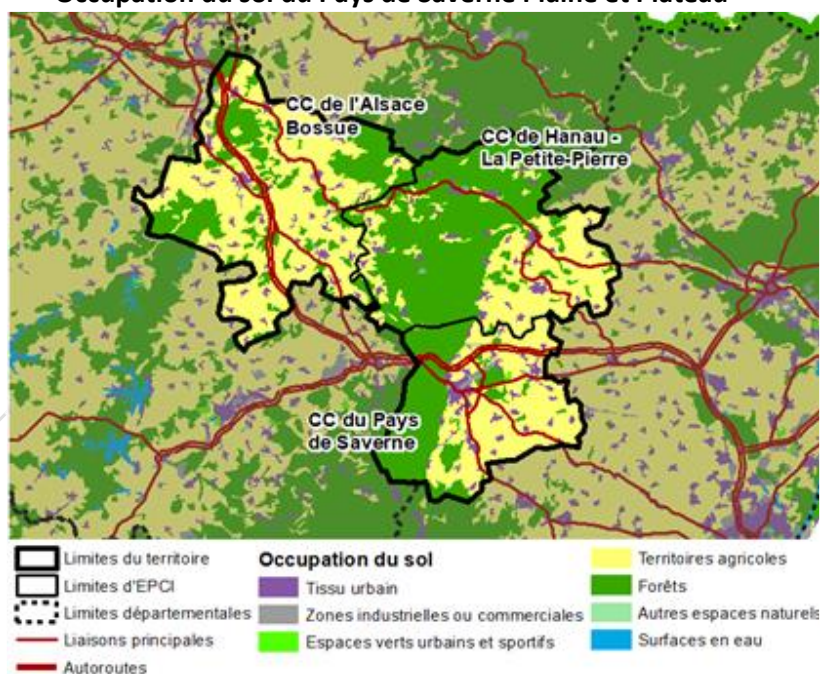 Occupation du sol du Pays de Saverne Plaine et Plateau
CC de l'Alsace
Bossue
CC de Hanau -
La Petite-Pierre
CC du Pays
de Saverne
Limites du territoire
Limites d'EPCI
Limites départementales
Liaisons principales
Autoroutes
Occupation du sol
Tissu urbain
Zones industrielles ou commerciales
Espaces verts urbains et sportifs
Territoires agricoles
Forêts
Autres espaces naturels
Surfaces en eau